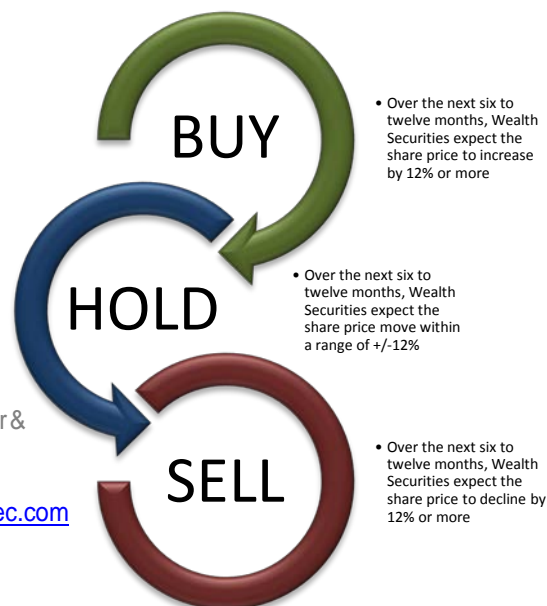 BUY
• Over the next six to
twelve months, Wealth
Securities expect the
share price to increase
by 12% or more
HOLD
• Over the next six to
twelve months, Wealth
Securities expect the
share price move within
a range of +/-12%
r &
SELL
• Over the next six to
twelve months, Wealth
Securities expect the
share price to decline by
12% or more
ec.com